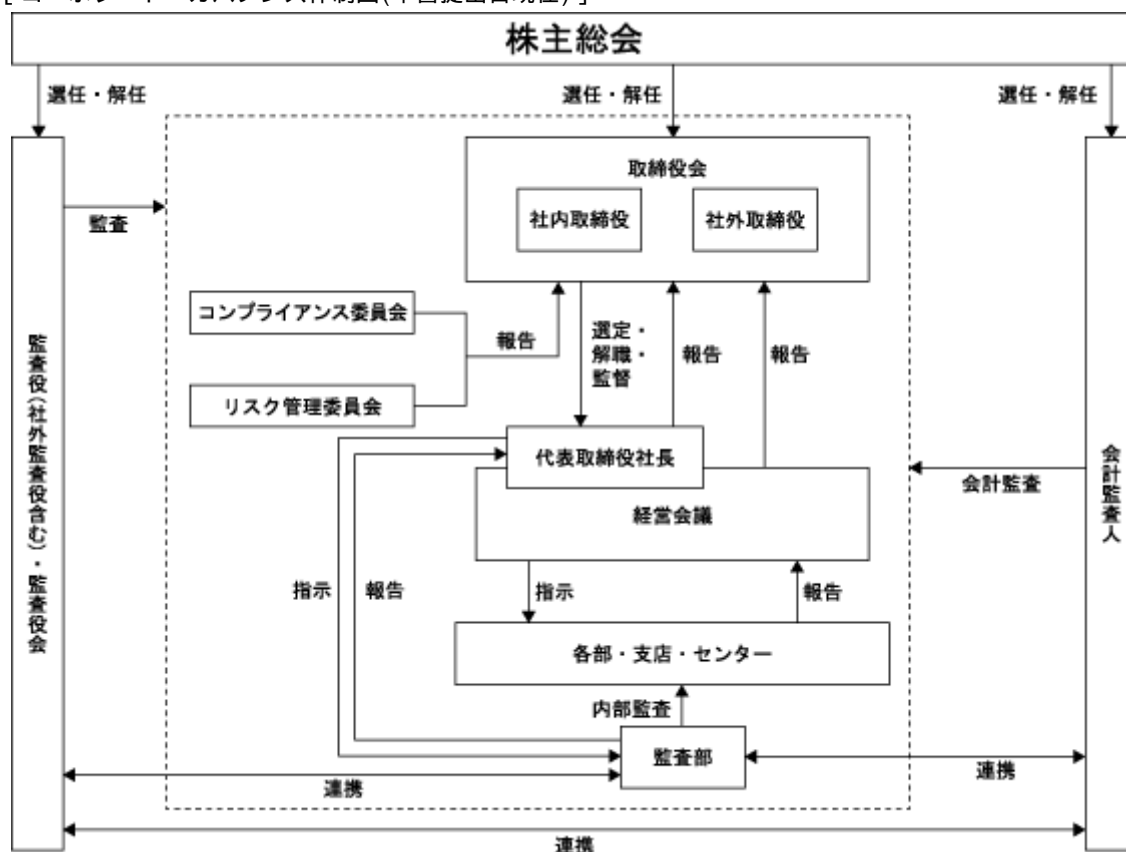 株主総会
選任・解任
選任・解任
選任・解任
取締役会
社内取締役
社外取締役
監査
コンプライアンス委員会
リスク管理委員会
報告
選定・
解職・
監督
報告
報告
代表取締役社長
経営会議
会計監査
監査役(社外監査役含む)・監査役会
会計監査人
指示
報告
指示
報告
各部・支店・センター
内部監査
監査部
連携
連携
連携